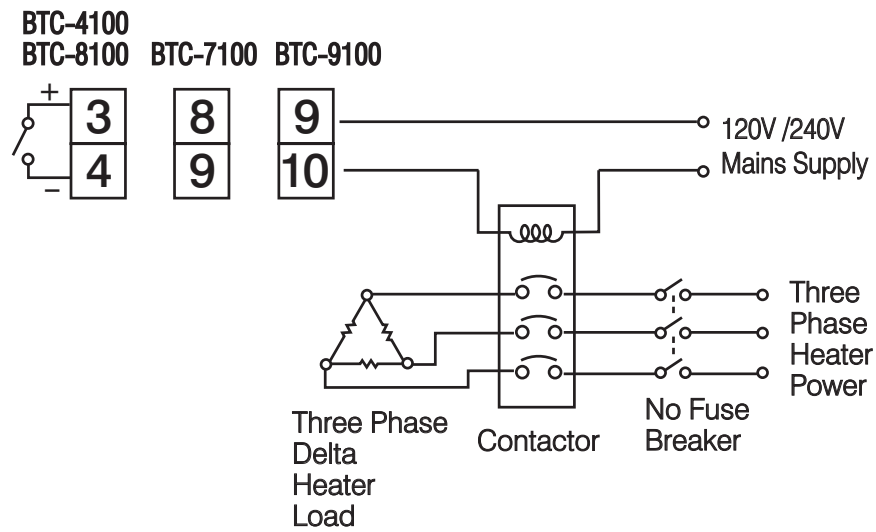 BTC-4100
BTC-8100 BTC-7100 BTC-9100
+
3 8 9
120V /240V
4 9 10
Mains Supply
−
Three
Phase
Heater
Power
No Fuse
Breaker
Contactor
Three Phase
Delta
Heater
Load